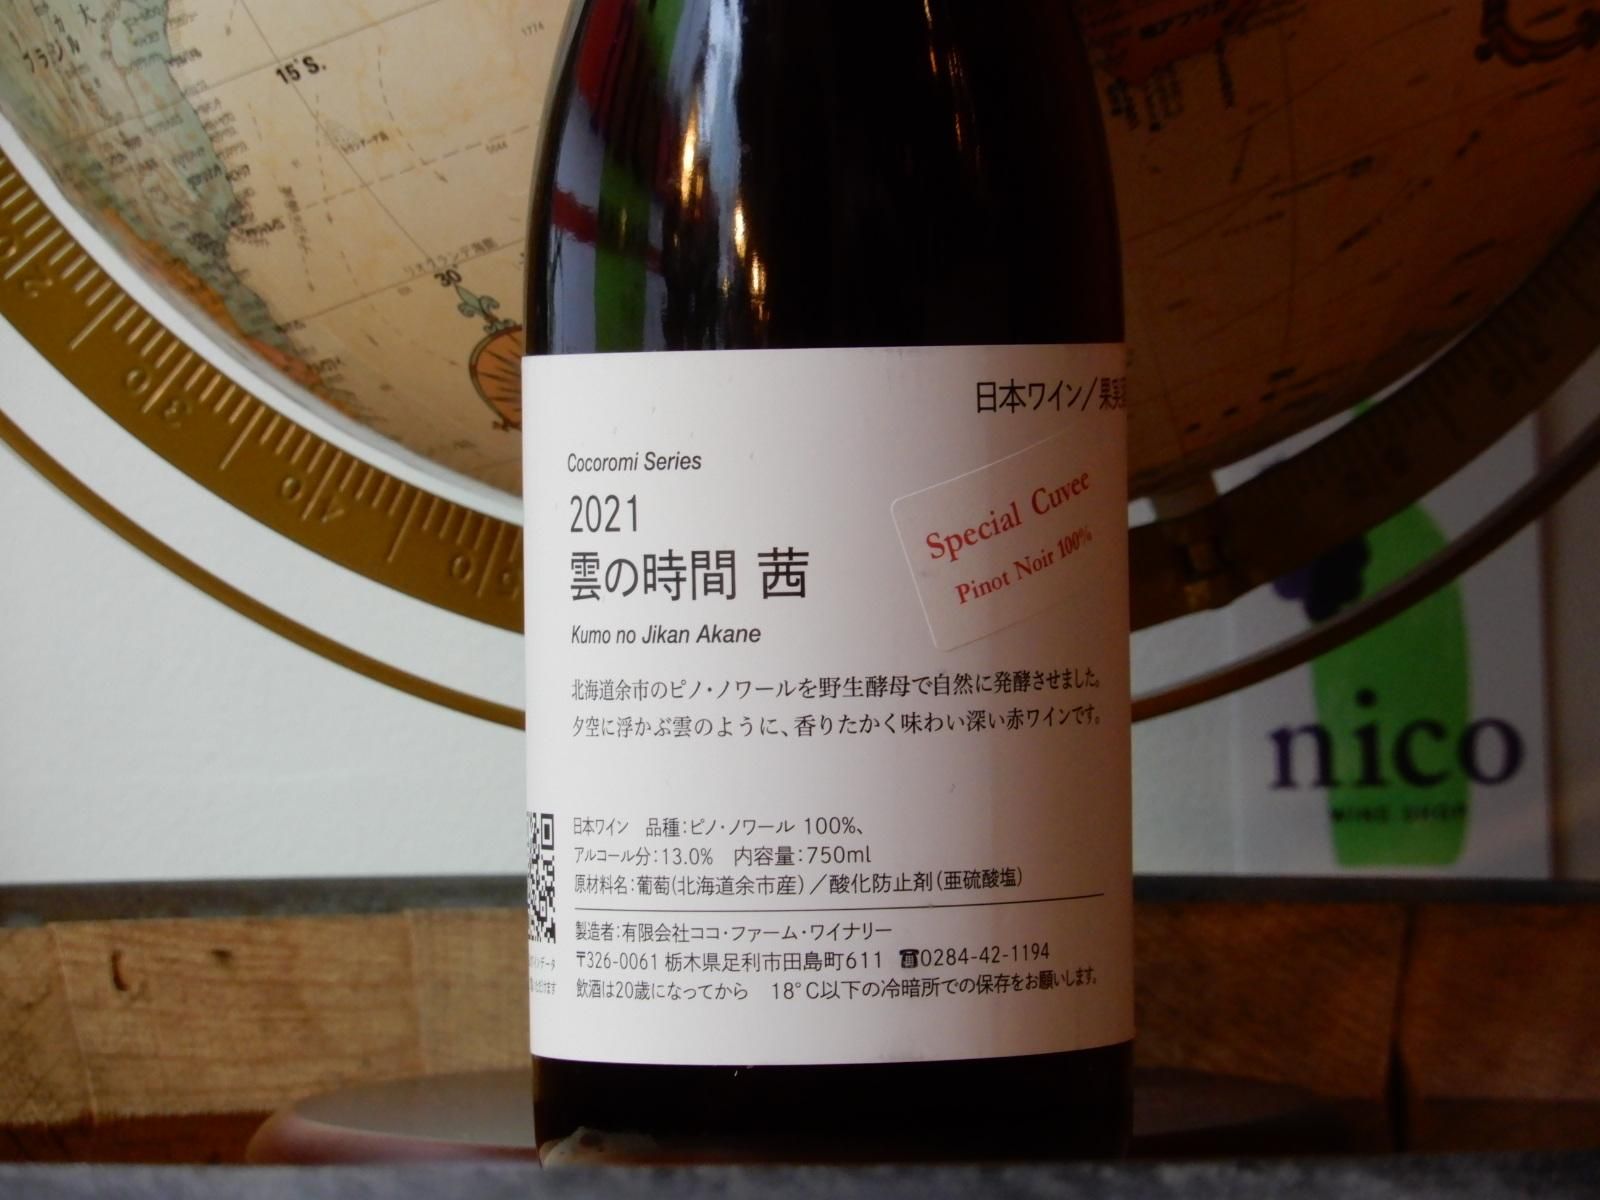 ブラジル
15°S.
30
日本ワイン/果実
Cocoromi Series
2021
雲の時間 茜
Kumo no Jikan Akane
Special Cuvee
Pinot Noir 100%
北海道余市のピノ・ノワールを野生酵母で自然に発酵させました。
夕空に浮かぶ雲のように、香りたかく味わい深い赤ワインです。
日本ワイン 品種:ピノ・ノワール 100%、
アルコール分:13.0% 内容量:750ml
原材料名:葡萄(北海道余市産)/酸化防止剤(亜硫酸塩)
製造者:有限会社ココ・ファーム・ワイナリー
〒326-0061 栃木県足利市田島町611 ☎0284-42-1194
飲酒は20歳になってから 18°C以下の冷暗所での保存をお願いします。
nico
WINE SHOP